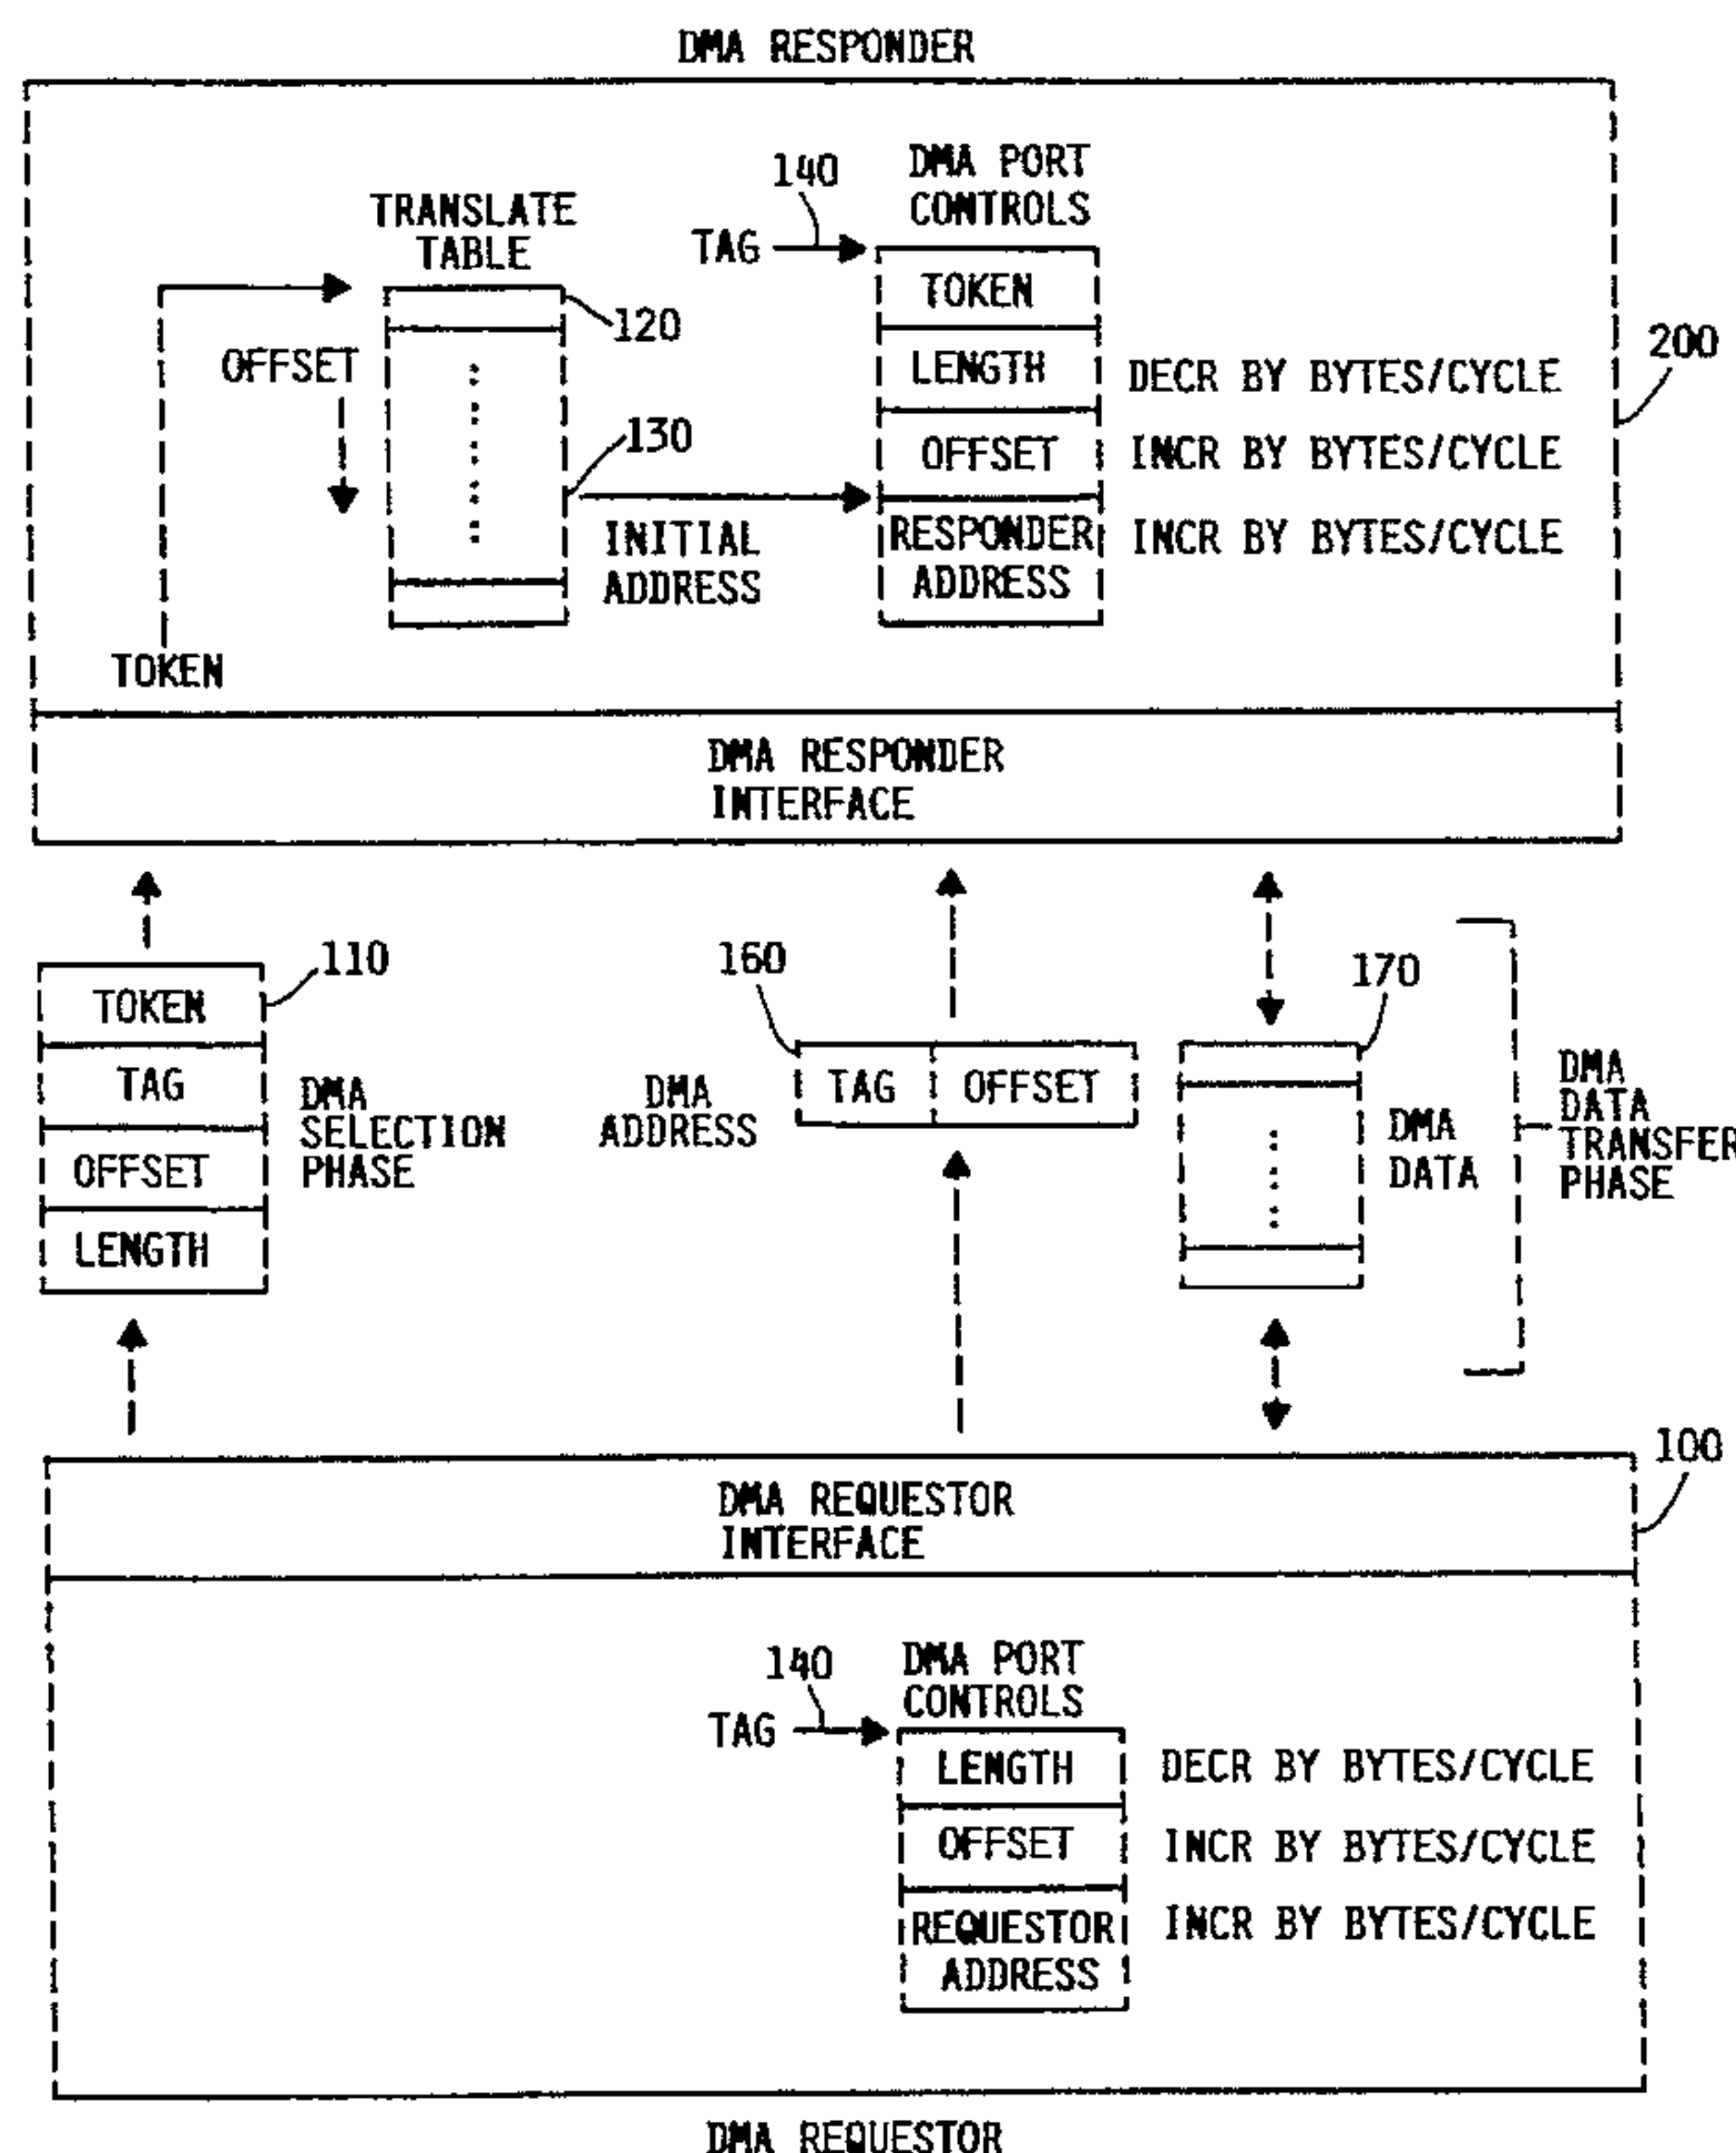 DMA RESPONDER
140
DMA PORT
CONTROLS
TRANSLATE
TABLE
TAG
TOKEN
120
200
OFFSET
LENGTH
DECR BY BYTES/CYCLE
130
OFFSET
INCR BY BYTES/CYCLE
INITIAL
ADDRESS
RESPONDER
ADDRESS
INCR BY BYTES/CYCLE
TOKEN
DMA RESPONDER
INTERFACE
110
160
170
TOKEN
TAG
OFFSET
LENGTH
DMA
SELECTION
PHASE
DMA
ADDRESS
TAG
OFFSET
DMA
DATA
DMA
DATA
TRANSFER
PHASE
100
DMA REQUESTOR
INTERFACE
140
DMA PORT
CONTROLS
TAG
LENGTH
DECR BY BYTES/CYCLE
OFFSET
INCR BY BYTES/CYCLE
REQUESTOR
ADDRESS
INCR BY BYTES/CYCLE
DMA REQUESTOR